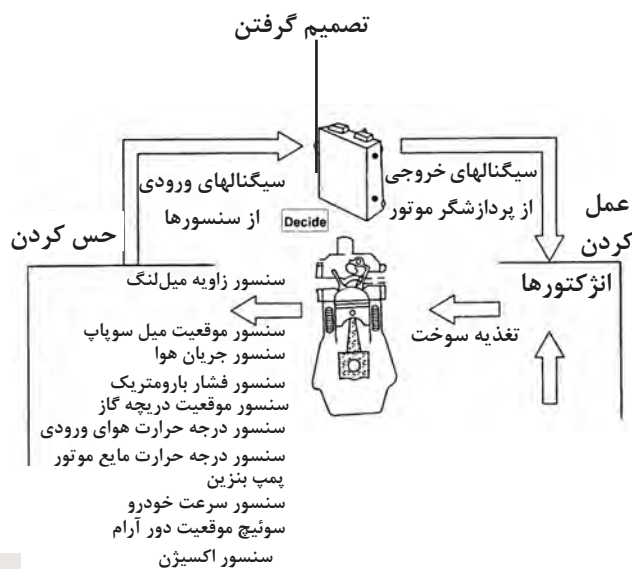 تصمیم گرفتن
سیگنالهای ورودی
از سنسورها
Decide
سیگنالهای خروجی
از پردازشگر موتور
عمل
کردن
حس کردن
انژکتورها
تغذیه سوخت
سنسور زاویه میل‌لنگ
سنسور موقعیت میل سوپاپ
سنسور جریان هوا
سنسور فشار بارومتریک
سنسور موقعیت دریچه گاز
سنسور درجه حرارت هوای ورودی
سنسور درجه حرارت مایع موتور
پمپ بنزین
سنسور سرعت خودرو
سوئیچ موقعیت دور آرام
سنسور اکسیژن